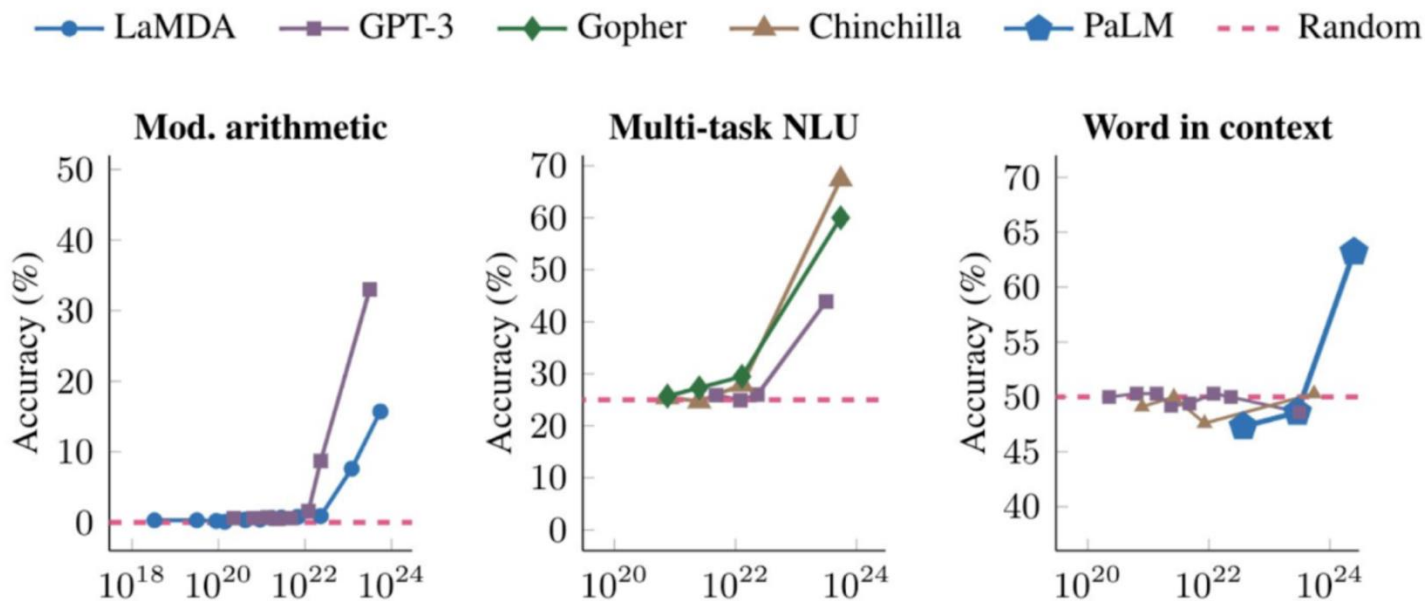 LaMDA GPT-3 Gopher Chinchilla PaLM Random
Mod. arithmetic
Accuracy (%)
50
40
30
20
10
0
10^18 10^20 10^22 10^24
Multi-task NLU
Accuracy (%)
70
60
50
40
30
20
10
0
10^20 10^22 10^24
Word in context
Accuracy (%)
70
65
60
55
50
45
40
10^20 10^22 10^24